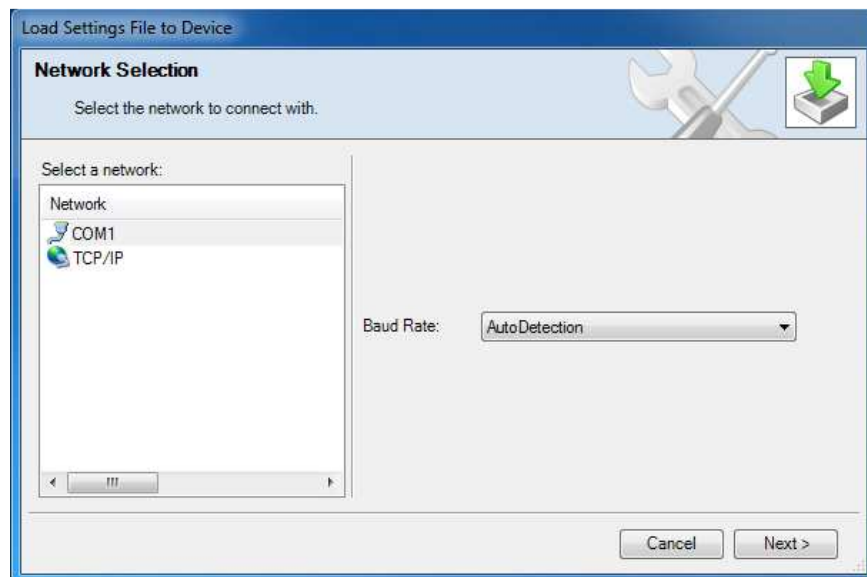 Load Settings File to Device
Network Selection
Select the network to connect with.
Select a network:
Network
COM1
TCP/IP
Baud Rate: AutoDetection
Cancel Next >